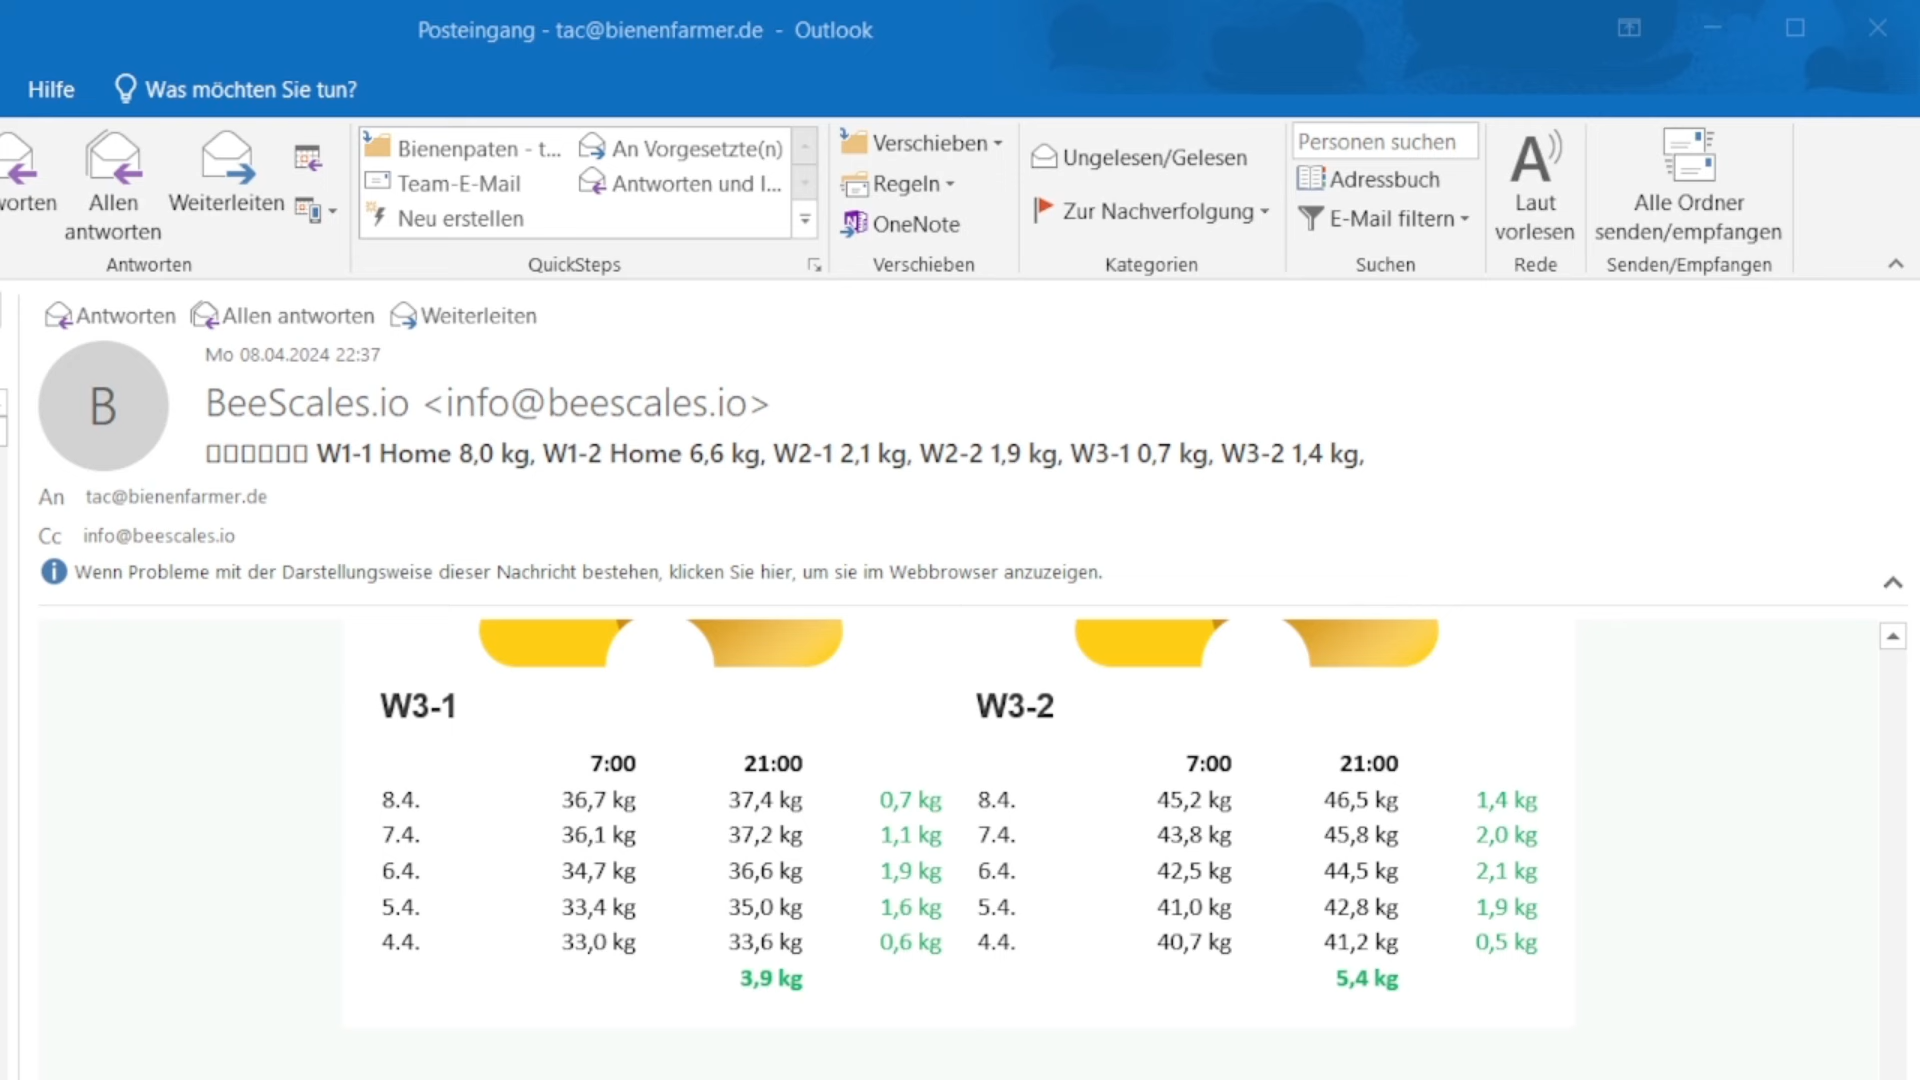 Posteingang - tac@bienenfarmer.de - Outlook
Hilfe Was möchten Sie tun?
Allen antworten
Weiterleiten
Antworten
Bienenpaten - t...
An Vorgesetzte(n)
Team-E-Mail
Antworten und l...
Neu erstellen
QuickSteps
Verschieben
Regeln
OneNote
Verschieben
Ungelesen/Gelesen
Zur Nachverfolgung
Kategorien
Personen suchen
Adressbuch
E-Mail filtern
Suchen
Laut
vorlesen
Rede
Alle Ordner
senden/empfangen
Senden/Empfangen
Antworten Allen antworten Weiterleiten
Mo 08.04.2024 22:37
B
BeeScales.io <info@beescales.io>
W1-1 Home 8,0 kg, W1-2 Home 6,6 kg, W2-1 2,1 kg, W2-2 1,9 kg, W3-1 0,7 kg, W3-2 1,4 kg,
An tac@bienenfarmer.de
Cc info@beescales.io
Wenn Probleme mit der Darstellungsweise dieser Nachricht bestehen, klicken Sie hier, um sie im Webbrowser anzuzeigen.
W3-1
7:00 21:00
8.4. 36,7 kg 37,4 kg 0,7 kg
7.4. 36,1 kg 37,2 kg 1,1 kg
6.4. 34,7 kg 36,6 kg 1,9 kg
5.4. 33,4 kg 35,0 kg 1,6 kg
4.4. 33,0 kg 33,6 kg 0,6 kg
3,9 kg
W3-2
7:00 21:00
8.4. 45,2 kg 46,5 kg 1,4 kg
7.4. 43,8 kg 45,8 kg 2,0 kg
6.4. 42,5 kg 44,5 kg 2,1 kg
5.4. 41,0 kg 42,8 kg 1,9 kg
4.4. 40,7 kg 41,2 kg 0,5 kg
5,4 kg